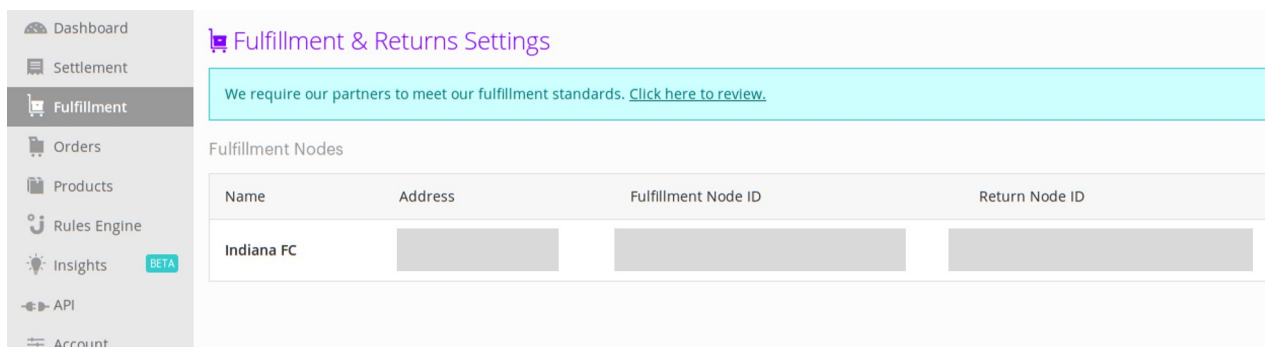 Dashboard
Settlement
Fulfillment
Orders
Products
Rules Engine
Insights BETA
API
Account
Fulfillment & Returns Settings
We require our partners to meet our fulfillment standards. Click here to review.
Fulfillment Nodes
Name Address Fulfillment Node ID Return Node ID
Indiana FC